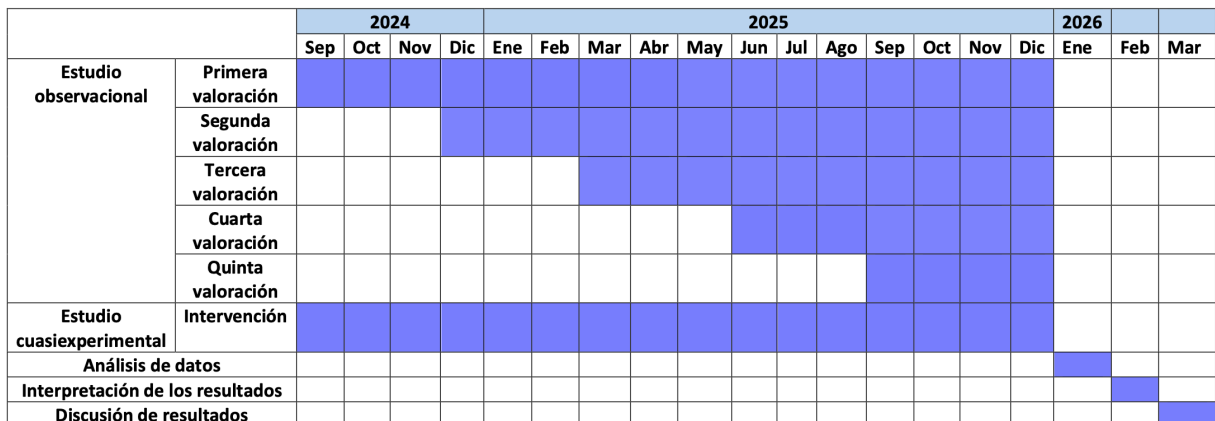 2024 2025 2026
Sep Oct Nov Dic Ene Feb Mar Abr May Jun Jul Ago Sep Oct Nov Dic Ene Feb Mar
Estudio Primera
observacional valoración
Segunda
valoración
Tercera
valoración
Cuarta
valoración
Quinta
valoración
Estudio Intervención
cuasiexperimental
Análisis de datos
Interpretación de los resultados
Discusión de resultados